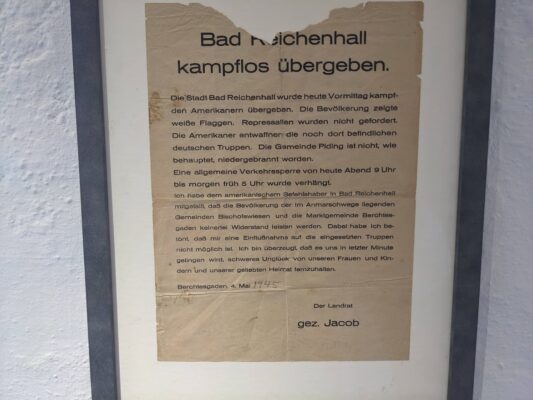 Bad Reichenhall
kampflos übergeben.
Die Stadt Bad Reichenhall wurde heute Vormittag kampf-
den Amerikanern übergeben. Die Bevölkerung zeigte
weiße Flaggen. Repressalien wurden nicht gefordert.
Die Amerikaner entwaffnen die noch dort befindlichen
deutschen Truppen. Die Gemeinde Piding ist nicht, wie
behauptet, niedergebrannt worden.
Eine allgemeine Verkehrssperre von heute Abend 9 Uhr
bis morgen früh 5 Uhr wurde verhängt.
Ich habe dem amerikanischen Befehlshaber in Bad Reichenhall
mitgeteilt, daß die Bevölkerung der im Anmarschwege liegenden
Gemeinden Bischofswiesen und die Marktgemeinde Berchtes-
gaden keinerlei Widerstand leisten werden. Dabei habe ich be-
tont, daß mir eine Einflußnahme auf die eingesetzten Truppen
nicht möglich ist. Ich bin überzeugt, daß es uns in letzter Minute
gelingen wird, schweres Unglück von unseren Frauen und Kin-
dern und unserer geliebten Heimat fernzuhalten.
Berchtesgaden, 4. Mai 1945
Der Landrat
gez. Jacob